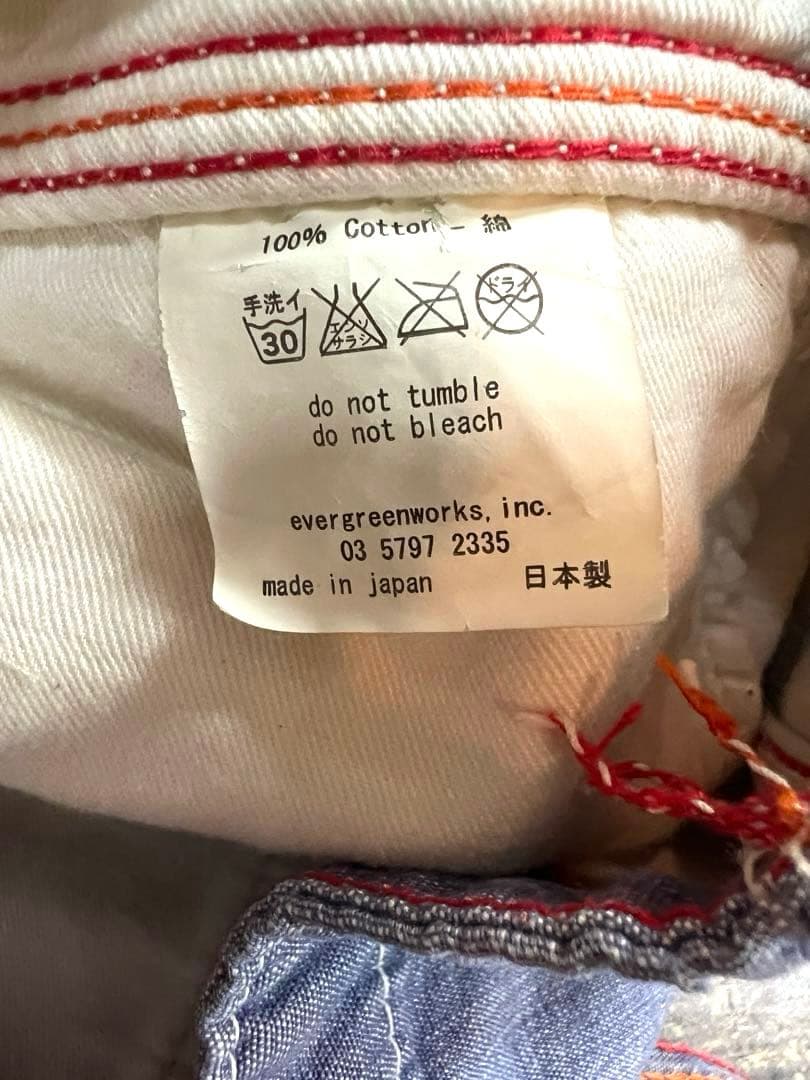 100% Cotton - 綿
手洗イ
30
エンソ
サラシ
ドライ
do not tumble
do not bleach
evergreenworks, inc.
03 5797 2335
made in japan 日本製